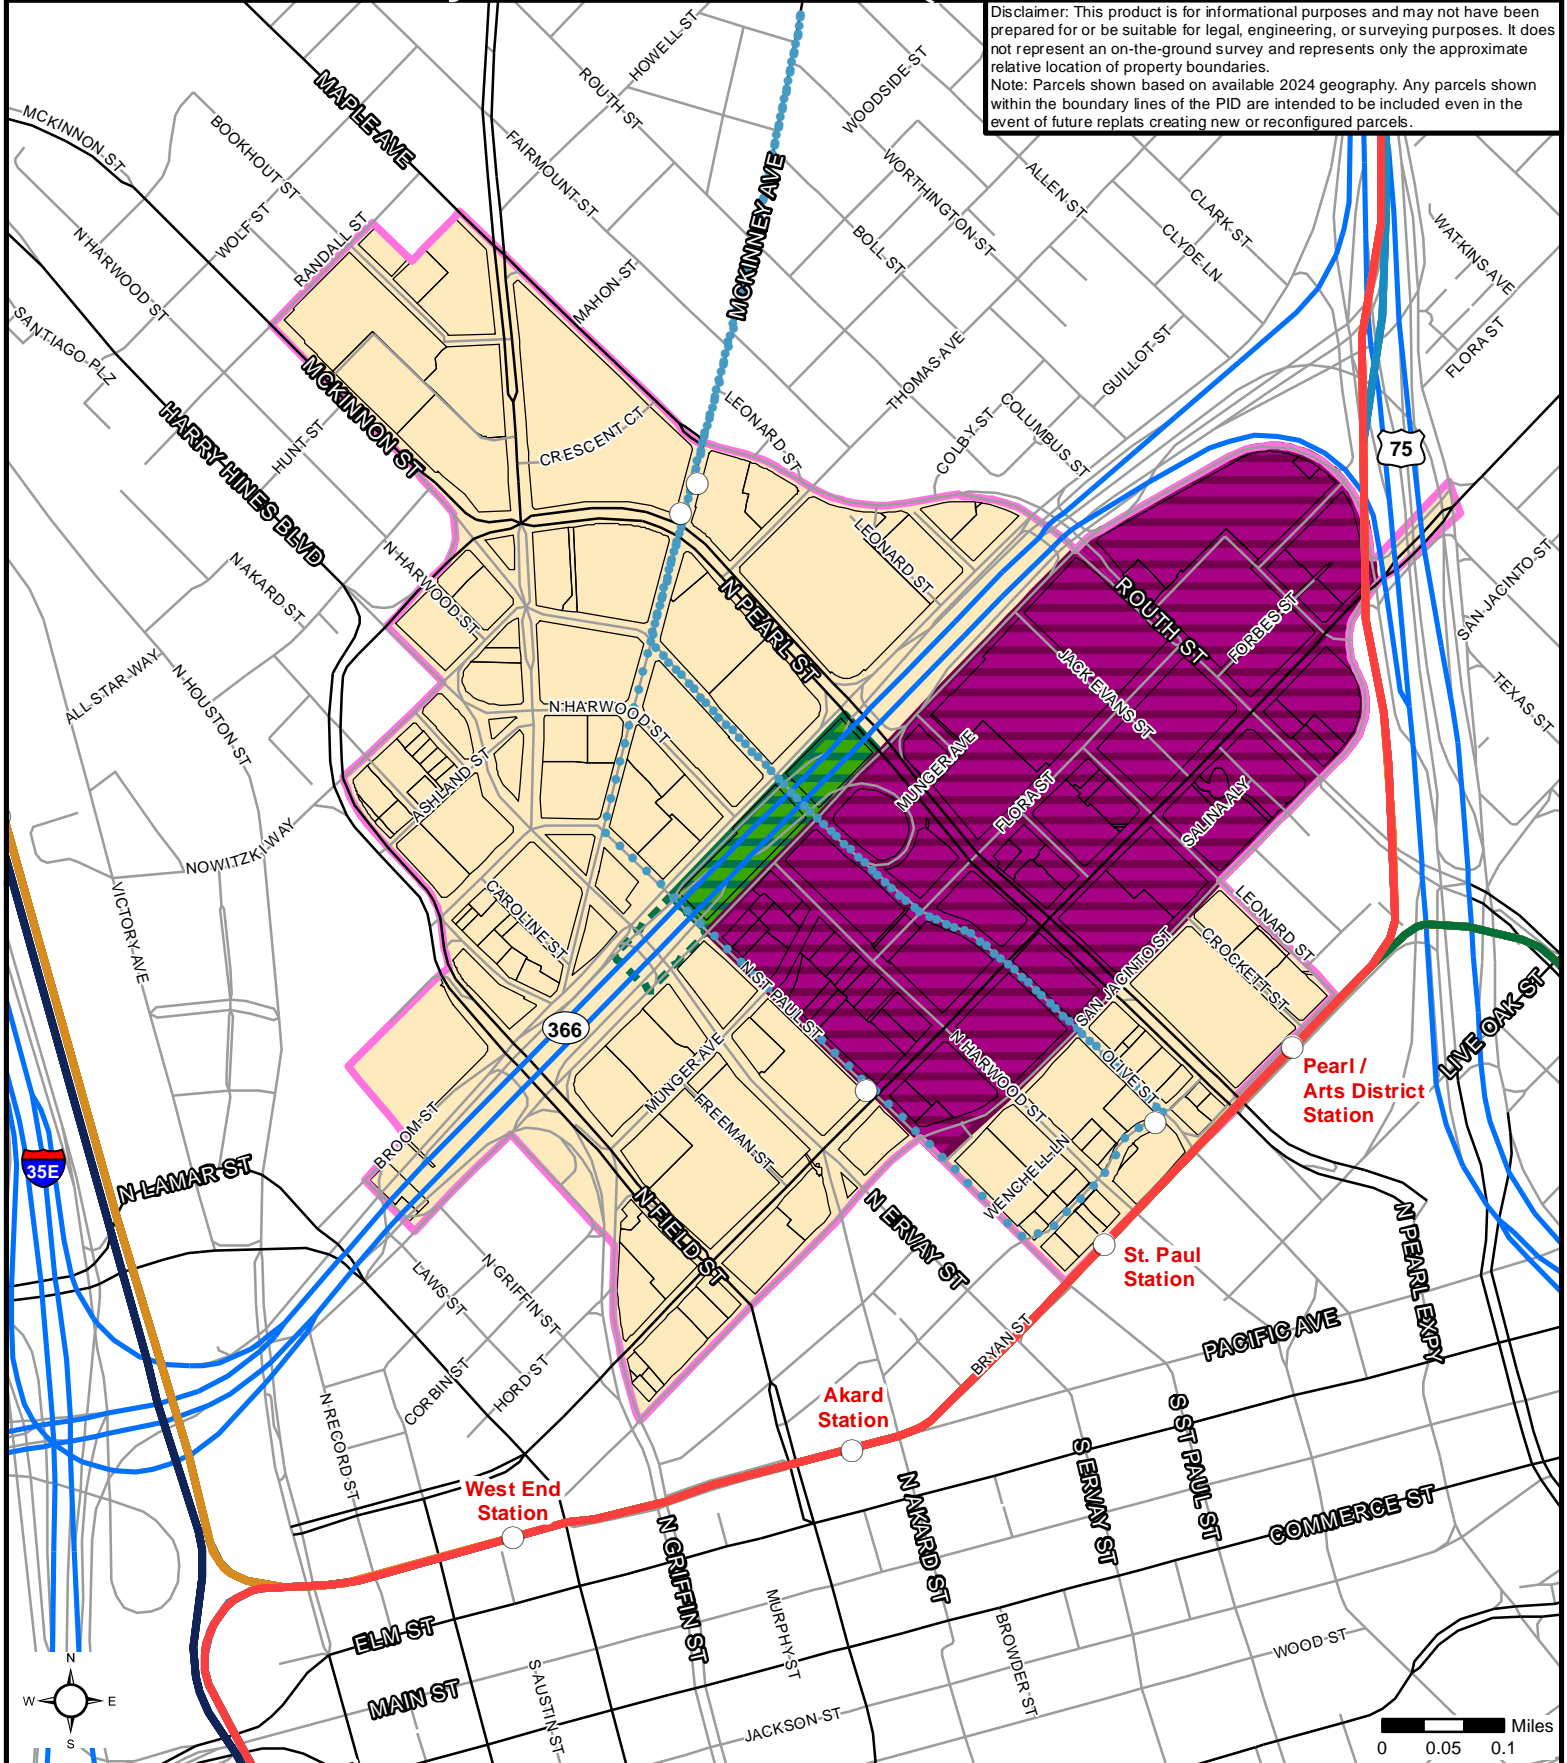 Disclaimer: This product is for informational purposes and may not have been
prepared for or be suitable for legal, engineering, or surveying purposes. It does
not represent an on-the-ground survey and represents only the approximate
relative location of property boundaries.
Note: Parcels shown based on available 2024 geography. Any parcels shown
within the boundary lines of the PID are intended to be included even in the
event of future replats creating new or reconfigured parcels.
HOWELL ST
ROUTH ST
WOODSIDE ST
MAPLE AVE
MCKINNON ST
BOOKHOUT ST
FAIRMOUNT ST
WORTHINGTON ST
ALLEN ST
CLARK ST
MCKINNEY AVE
WOLF ST
RANDALL ST
N HARWOOD ST
BOLL ST
CLYDE LN
WATKINS AVE
MAHON ST
SANTIAGO PLZ
THOMAS AVE
GUILLOT ST
FLORA ST
MCKINNON ST
HARRY HINES BLVD
HUNT ST
CRESCENT CT
LEONARD ST
COLBY ST
COLUMBUS ST
75
N AKARD ST
N HARWOOD ST
LEONARD ST
N PEARL ST
ROUTH ST
FORBES ST
SAN JACINTO ST
ALL STAR WAY
N HOUSTON ST
JACK EVANS ST
TEXAS ST
N HARWOOD ST
ASHLAND ST
MUNGER AVE
FLORA ST
SALINA ALY
NOWITZKI WAY
VICTORY AVE
CAROLINE ST
LEONARD ST
CROCKETT ST
N ST PAUL ST
SAN JACINTO ST
LIVE OAK ST
366
N HARWOOD ST
OLIVE ST
MUNGER AVE
FREEMAN ST
Pearl /
Arts District
Station
BROOM ST
35E
N LAMAR ST
WENCHELL LN
N FIELD ST
N ERVAY ST
St. Paul
Station
N PEARL EXPY
LAWS ST
N GRIFFIN ST
PACIFIC AVE
BRYAN ST
CORBIN ST
HORD ST
N RECORD ST
Akard
Station
S ST PAUL ST
S ERVAY ST
West End
Station
N AKARD ST
COMMERCE ST
N GRIFFIN ST
ELM ST
MURPHY ST
BROWDER ST
WOOD ST
S AUSTIN ST
MAIN ST
JACKSON ST
N
W
E
S
Miles
0
0.05
0.1